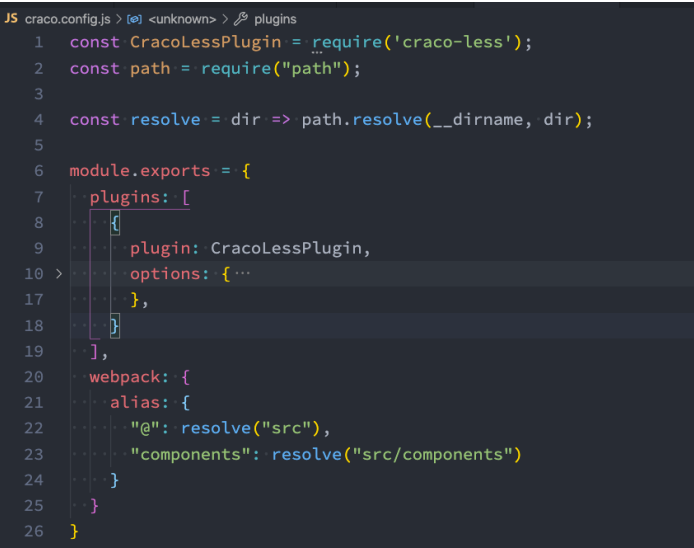 JS craco.config.js > <unknown> > plugins
1 const CracoLessPlugin = require('craco-less');
2 const path = require("path");
3
4 const resolve = dir => path.resolve(__dirname, dir);
5
6 module.exports = {
7 plugins: [
8 {
9 plugin: CracoLessPlugin,
10 > options: { ...
17 },
18 }
19 ],
20 webpack: {
21 alias: {
22 "@": resolve("src"),
23 "components": resolve("src/components")
24 }
25 }
26 }